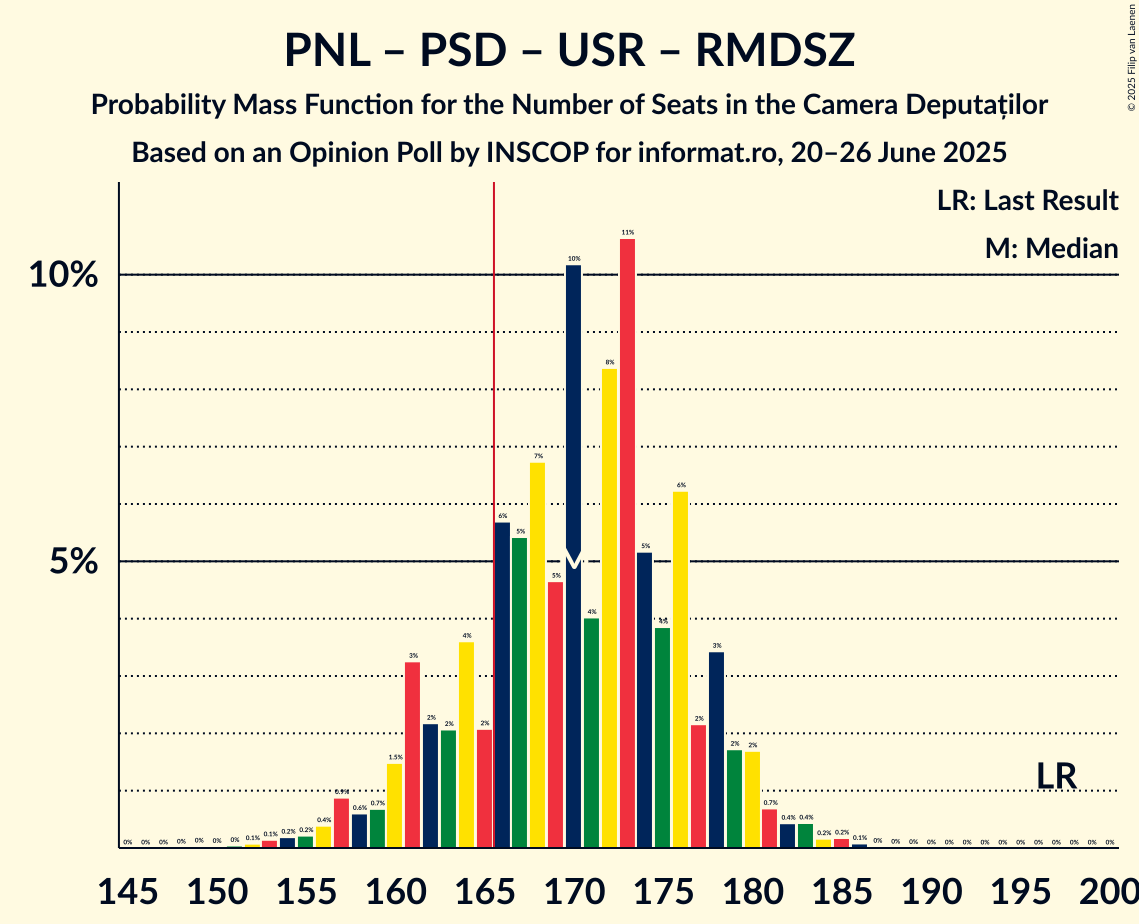 PNL – PSD – USR – RMDSZ
Probability Mass Function for the Number of Seats in the Camera Deputaților
Based on an Opinion Poll by INSCOP for informat.ro, 20–26 June 2025
© 2025 Filip van Laenen
LR: Last Result
M: Median
10%
5%
0% 0% 0% 0% 0% 0% 0% 0.1% 0.1% 0.2% 0.2% 0.4% 0.9% 0.6% 0.7% 1.5% 3% 2% 2% 4% 2% 6% 5% 7% 5% 10% 4% 8% 11% 5% 4% 6% 2% 3% 2% 2% 0.7% 0.4% 0.4% 0.2% 0.2% 0.1% 0% 0% 0% 0% 0% 0% 0% 0% 0% 0% 0% 0% 0% 0%
M
LR
145 150 155 160 165 170 175 180 185 190 195 200